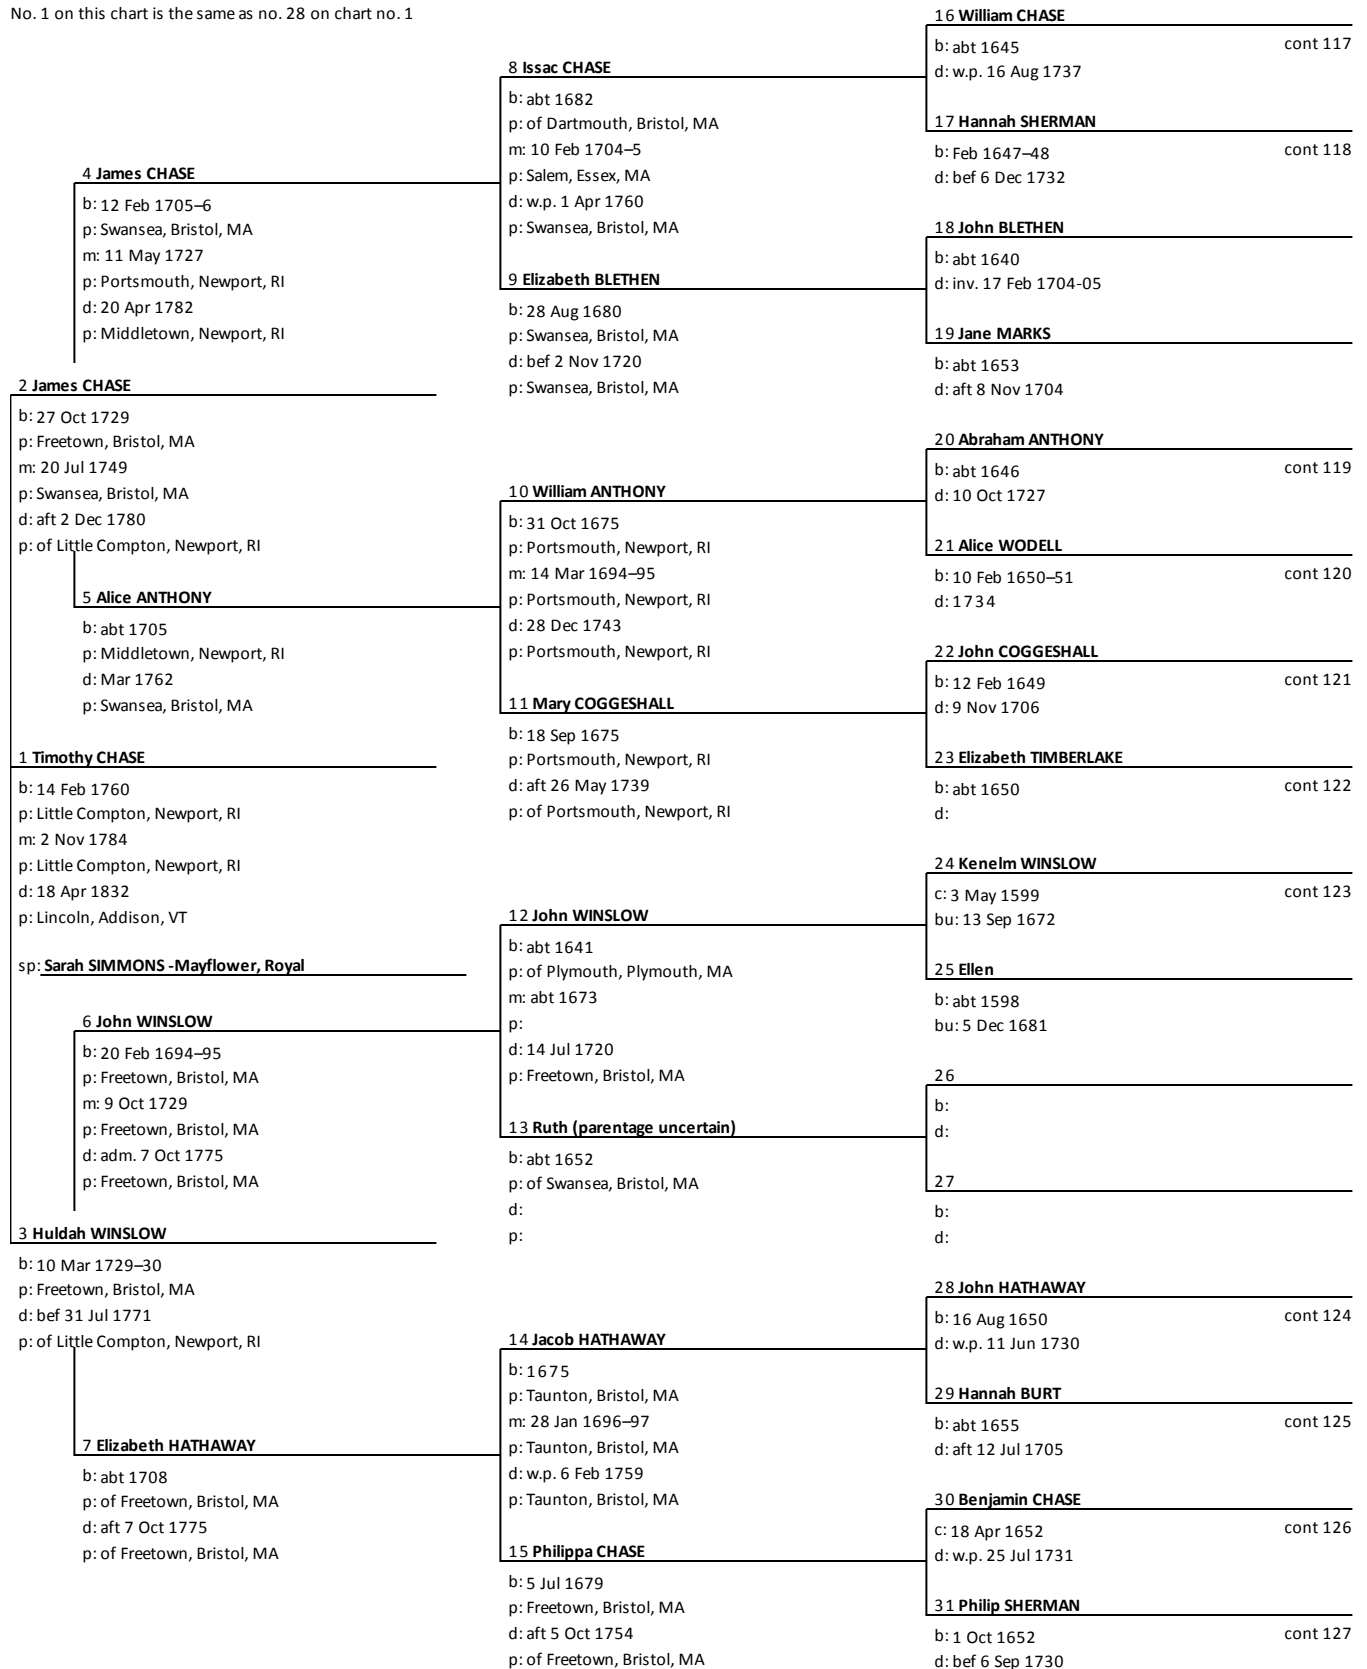 No. 1 on this chart is the same as no. 28 on chart no. 1
16 William CHASE
b: abt 1645
cont 117
d: w.p. 16 Aug 1737
8 Issac CHASE
b: abt 1682
p: of Dartmouth, Bristol, MA
m: 10 Feb 1704–5
p: Salem, Essex, MA
d: w.p. 1 Apr 1760
p: Swansea, Bristol, MA
17 Hannah SHERMAN
b: Feb 1647–48
cont 118
d: bef 6 Dec 1732
4 James CHASE
b: 12 Feb 1705–6
p: Swansea, Bristol, MA
m: 11 May 1727
p: Portsmouth, Newport, RI
d: 20 Apr 1782
p: Middletown, Newport, RI
18 John BLETHEN
b: abt 1640
d: inv. 17 Feb 1704-05
9 Elizabeth BLETHEN
b: 28 Aug 1680
p: Swansea, Bristol, MA
d: bef 2 Nov 1720
p: Swansea, Bristol, MA
19 Jane MARKS
b: abt 1653
d: aft 8 Nov 1704
2 James CHASE
b: 27 Oct 1729
p: Freetown, Bristol, MA
m: 20 Jul 1749
p: Swansea, Bristol, MA
d: aft 2 Dec 1780
p: of Little Compton, Newport, RI
20 Abraham ANTHONY
b: abt 1646
cont 119
d: 10 Oct 1727
10 William ANTHONY
b: 31 Oct 1675
p: Portsmouth, Newport, RI
m: 14 Mar 1694–95
p: Portsmouth, Newport, RI
d: 28 Dec 1743
p: Portsmouth, Newport, RI
21 Alice WODELL
b: 10 Feb 1650–51
cont 120
d: 1734
5 Alice ANTHONY
b: abt 1705
p: Middletown, Newport, RI
d: Mar 1762
p: Swansea, Bristol, MA
22 John COGGESHALL
b: 12 Feb 1649
cont 121
d: 9 Nov 1706
11 Mary COGGESHALL
b: 18 Sep 1675
p: Portsmouth, Newport, RI
d: aft 26 May 1739
p: of Portsmouth, Newport, RI
23 Elizabeth TIMBERLAKE
b: abt 1650
cont 122
d:
1 Timothy CHASE
b: 14 Feb 1760
p: Little Compton, Newport, RI
m: 2 Nov 1784
p: Little Compton, Newport, RI
d: 18 Apr 1832
p: Lincoln, Addison, VT
sp: Sarah SIMMONS -Mayflower, Royal
24 Kenelm WINSLOW
c: 3 May 1599
cont 123
bu: 13 Sep 1672
12 John WINSLOW
b: abt 1641
p: of Plymouth, Plymouth, MA
m: abt 1673
p:
d: 14 Jul 1720
p: Freetown, Bristol, MA
25 Ellen
b: abt 1598
bu: 5 Dec 1681
6 John WINSLOW
b: 20 Feb 1694–95
p: Freetown, Bristol, MA
m: 9 Oct 1729
p: Freetown, Bristol, MA
d: adm. 7 Oct 1775
p: Freetown, Bristol, MA
26
b:
d:
13 Ruth (parentage uncertain)
b: abt 1652
p: of Swansea, Bristol, MA
d:
p:
27
b:
d:
3 Huldah WINSLOW
b: 10 Mar 1729–30
p: Freetown, Bristol, MA
d: bef 31 Jul 1771
p: of Little Compton, Newport, RI
28 John HATHAWAY
b: 16 Aug 1650
cont 124
d: w.p. 11 Jun 1730
14 Jacob HATHAWAY
b: 1675
p: Taunton, Bristol, MA
m: 28 Jan 1696–97
p: Taunton, Bristol, MA
d: w.p. 6 Feb 1759
p: Taunton, Bristol, MA
29 Hannah BURT
b: abt 1655
cont 125
d: aft 12 Jul 1705
7 Elizabeth HATHAWAY
b: abt 1708
p: of Freetown, Bristol, MA
d: aft 7 Oct 1775
p: of Freetown, Bristol, MA
30 Benjamin CHASE
c: 18 Apr 1652
cont 126
d: w.p. 25 Jul 1731
15 Philippa CHASE
b: 5 Jul 1679
p: Freetown, Bristol, MA
d: aft 5 Oct 1754
p: of Freetown, Bristol, MA
31 Philip SHERMAN
b: 1 Oct 1652
cont 127
d: bef 6 Sep 1730